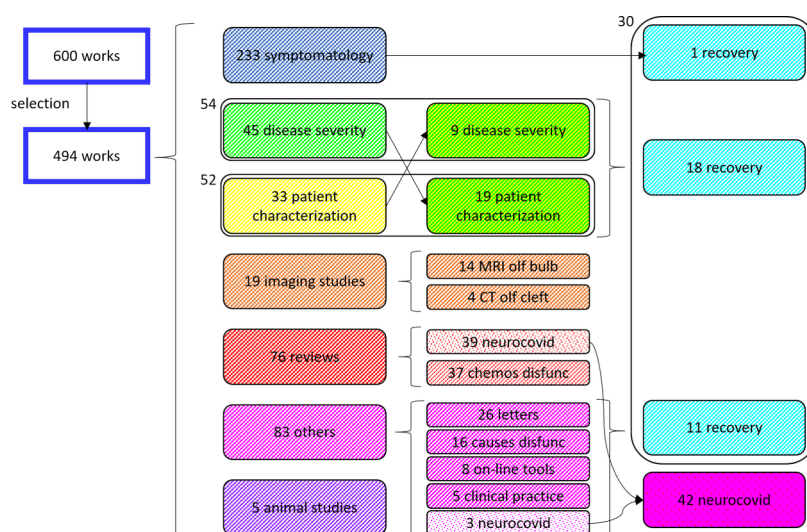 30
600 works
233 symptomatology
1 recovery
selection
54
45 disease severity
9 disease severity
494 works
18 recovery
52
33 patient
characterization
19 patient
characterization
19 imaging studies
14 MRI olf bulb
4 CT olf cleft
76 reviews
39 neurocovid
37 chemos disfunc
83 others
26 letters
16 causes disfunc
11 recovery
8 on-line tools
5 animal studies
5 clinical practice
3 neurocovid
42 neurocovid